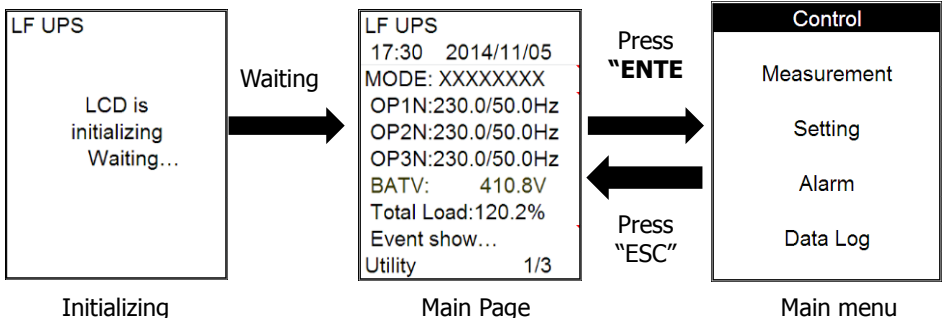 LF UPS
LCD is
initializing
Waiting…
Initializing
Waiting
LF UPS
17:30 2014/11/05
MODE: XXXXXXXX
OP1N:230.0/50.0Hz
OP2N:230.0/50.0Hz
OP3N:230.0/50.0Hz
BATV: 410.8V
Total Load:120.2%
Event show…
Utility 1/3
Main Page
Press
“ENTE
Press
“ESC”
Control
Measurement
Setting
Alarm
Data Log
Main menu